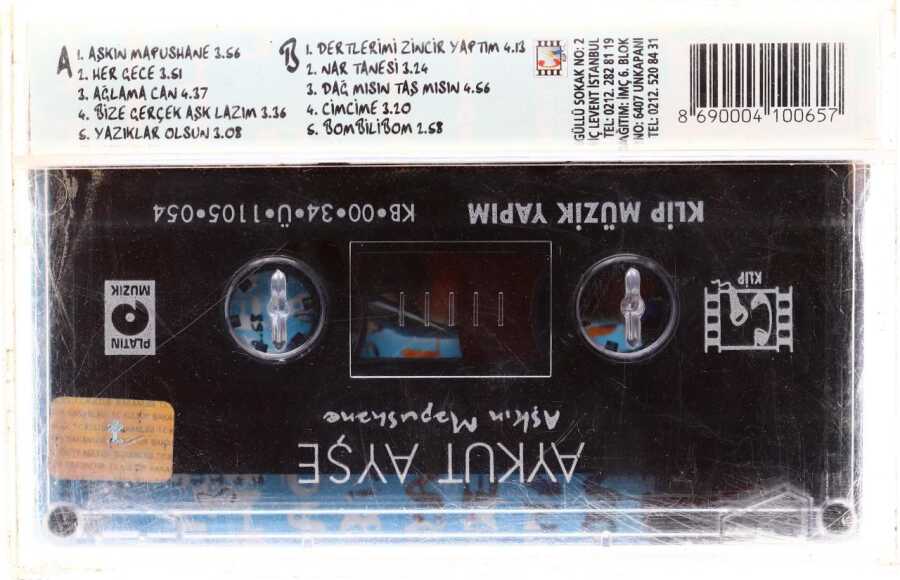 A
1. AŞKIN MAPUSHANE 3.56
2. HER GECE 3.51
3. AĞLAMA CAN 4.37
4. BİZE GERÇEK AŞK LAZIM 3.36
5. YAZIKLAR OLSUN 3.08
B
1. DERTLERİMİ ZİNCİR YAPTIM 4.13
2. NAR TANESİ 3.24
3. DAĞ MISIN TAŞ MISIN 4.56
4. CİMCİME 3.20
5. BOMBİLİBOM 2.58
GÜLLÜ SOKAK NO: 2
İÇ LEVENT İSTANBUL
TEL: 0212. 282 81 19
DAĞITIM: İMÇ 6. BLOK
NO: 6407 UNKAPANI
TEL: 0212. 520 84 31
8 690004 100657
KLİP MÜZİK YAPIM
KB•00•34•Ü•1105•054
KLİP
PLATIN
MUZIK
Aşkın Mapushane
AYKUT AYŞE